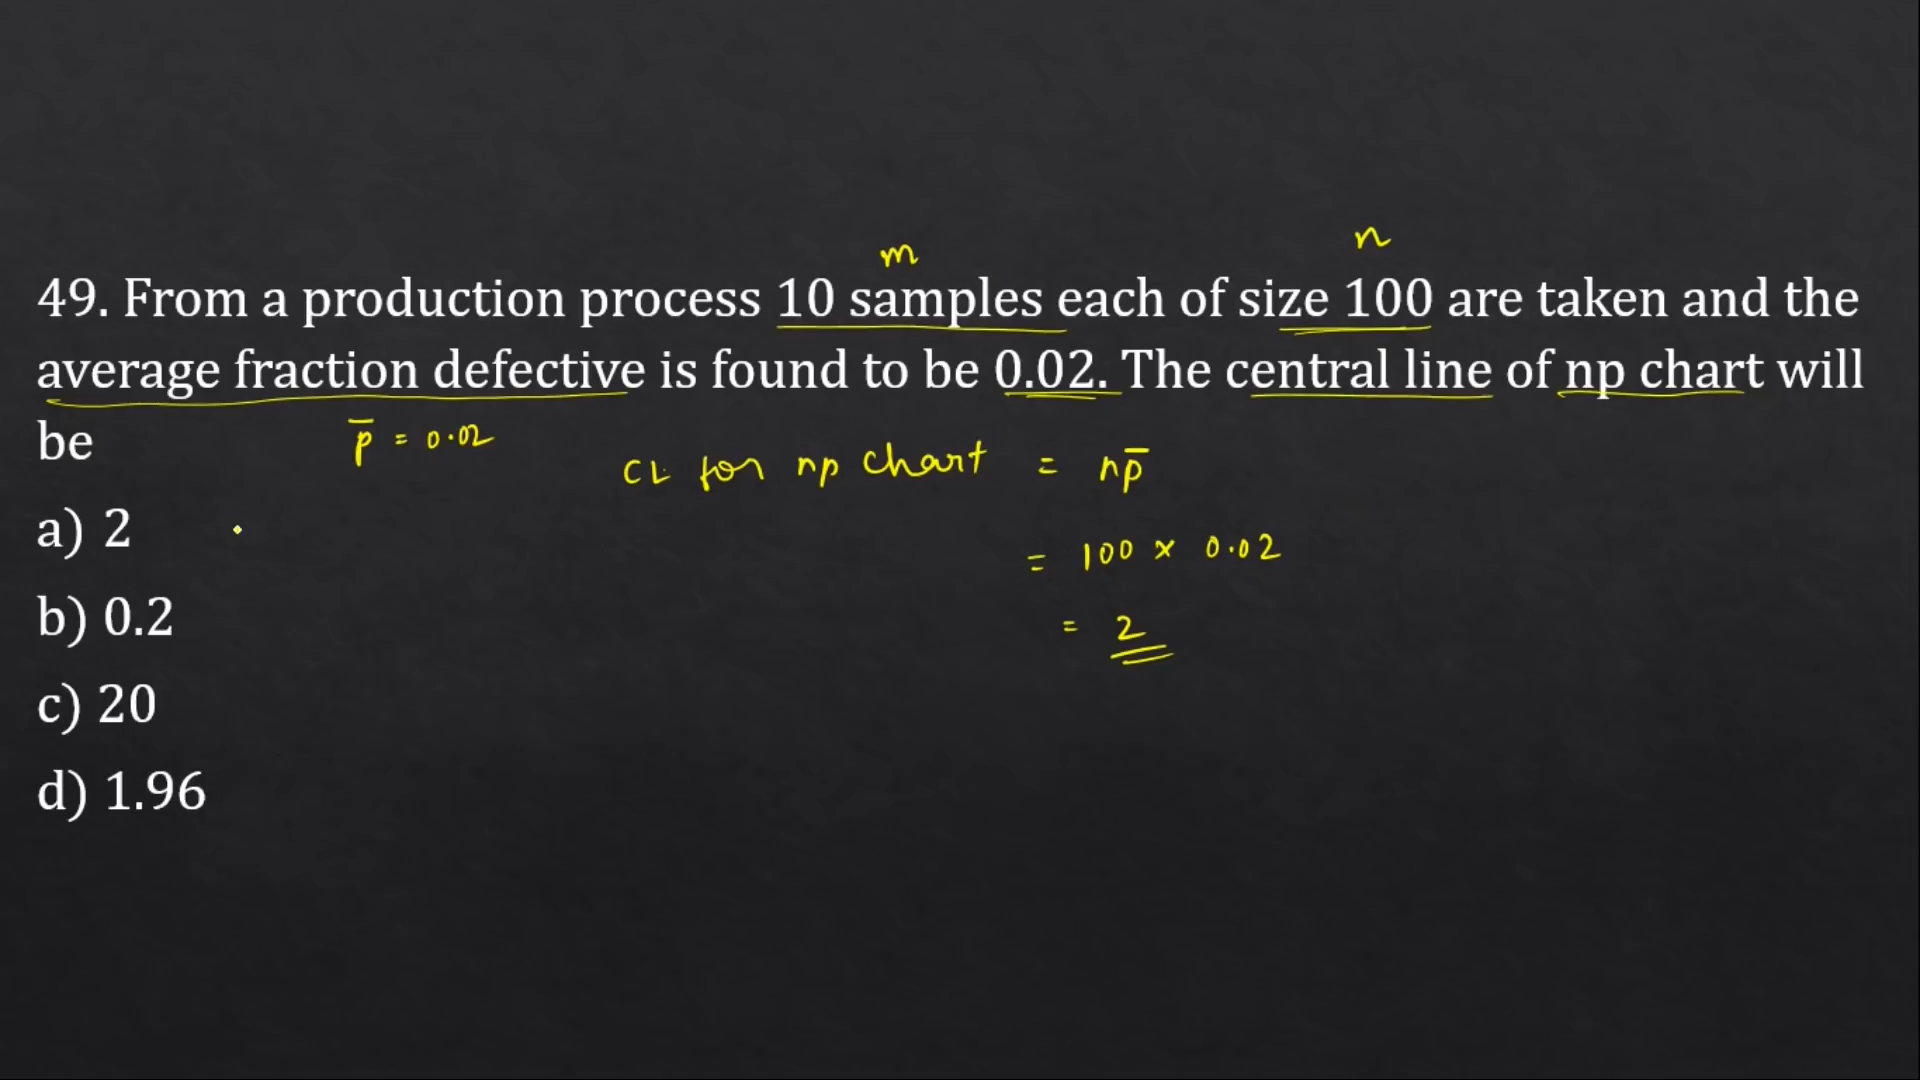 m n
49. From a production process 10 samples each of size 100 are taken and the
average fraction defective is found to be 0.02. The central line of np chart will
be
p̅ = 0.02
CL for np chart = np̅
a) 2
= 100 × 0.02
b) 0.2
= 2
c) 20
d) 1.96